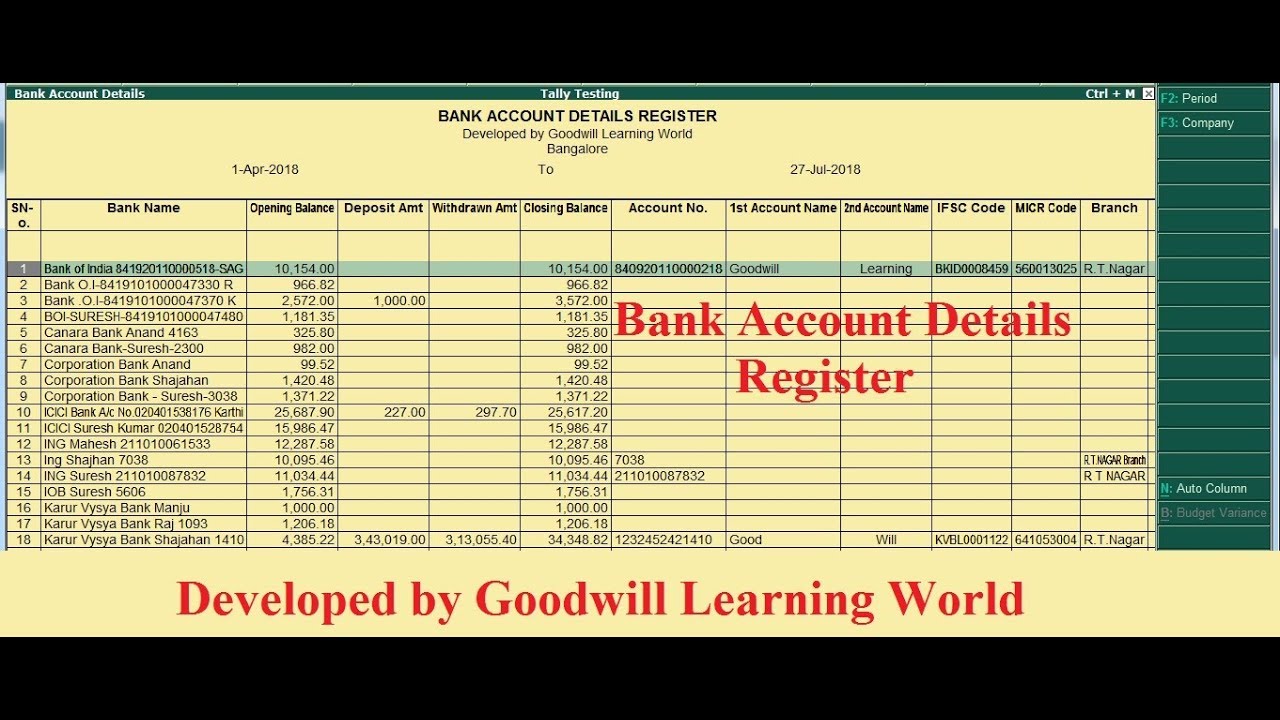 Bank Account Details Tally Testing Ctrl + M
F2: Period
F3: Company
BANK ACCOUNT DETAILS REGISTER
Developed by Goodwill Learning World
Bangalore
1-Apr-2018 To 27-Jul-2018
SN-o. Bank Name Opening Balance Deposit Amt Withdrawn Amt Closing Balance Account No. 1st Account Name 2nd Account Name IFSC Code MICR Code Branch
1 Bank of India 841920110000518-SAG 10,154.00 10,154.00 840920110000218 Goodwill Learning BKID0008459 560013025 R.T.Nagar
2 Bank O.I-8419101000047330 R 966.82 966.82
3 Bank .O.I-8419101000047370 K 2,572.00 1,000.00 3,572.00
4 BOI-SURESH-8419101000047480 1,181.35 1,181.35
5 Canara Bank Anand 4163 325.80 325.80
6 Canara Bank-Suresh-2300 982.00 982.00
7 Corporation Bank Anand 99.52 99.52
8 Corporation Bank Shajahan 1,420.48 1,420.48
9 Corporation Bank - Suresh-3038 1,371.22 1,371.22
10 ICICI Bank A/c No.020401538176 Karthi 25,687.90 227.00 297.70 25,617.20
11 ICICI Suresh Kumar 020401528754 15,986.47 15,986.47
12 ING Mahesh 211010061533 12,287.58 12,287.58
13 Ing Shajhan 7038 10,095.46 10,095.46 7038 R.T.NAGAR Branch
14 ING Suresh 211010087832 11,034.44 11,034.44 211010087832 R T NAGAR
15 IOB Suresh 5606 1,756.31 1,756.31
16 Karur Vysya Bank Manju 1,000.00 1,000.00
17 Karur Vysya Bank Raj 1093 1,206.18 1,206.18
18 Karur Vysya Bank Shajahan 1410 4,385.22 3,43,019.00 3,13,055.40 34,348.82 1232452421410 Good Will KVBL0001122 641053004 R.T.Nagar
Bank Account Details
Register
N: Auto Column
B: Budget Variance
Developed by Goodwill Learning World